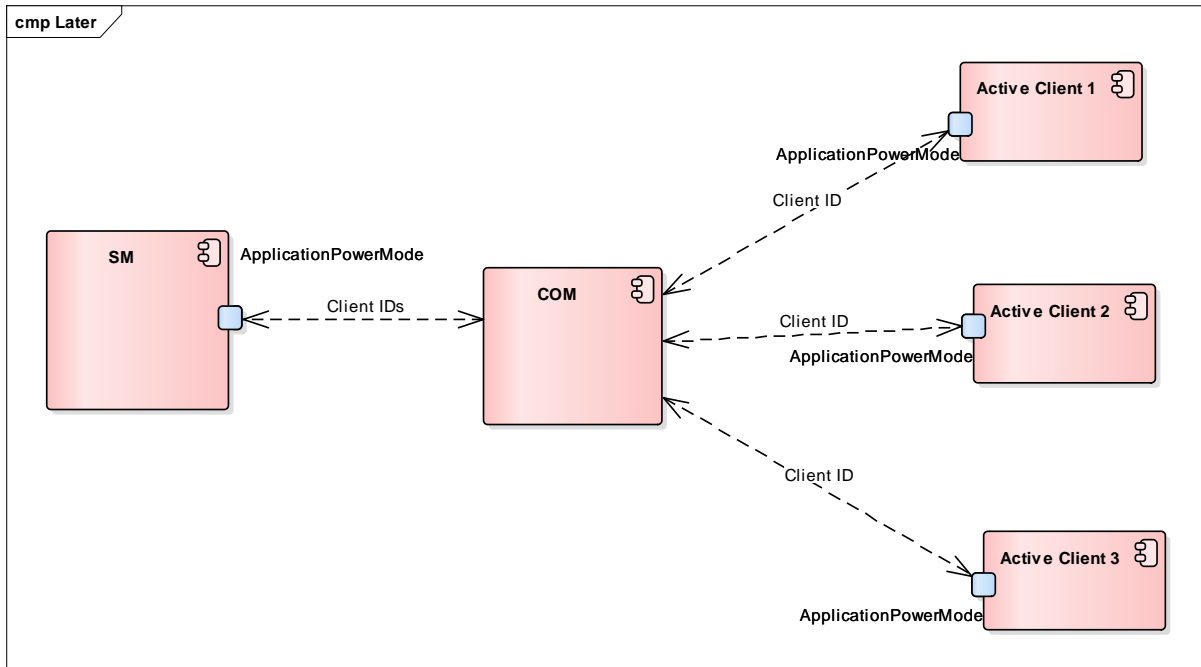 cmp Later
Active Client 1
ApplicationPowerMode
Client ID
SM
ApplicationPowerMode
Client IDs
COM
Active Client 2
Client ID
ApplicationPowerMode
Client ID
Active Client 3
ApplicationPowerMode